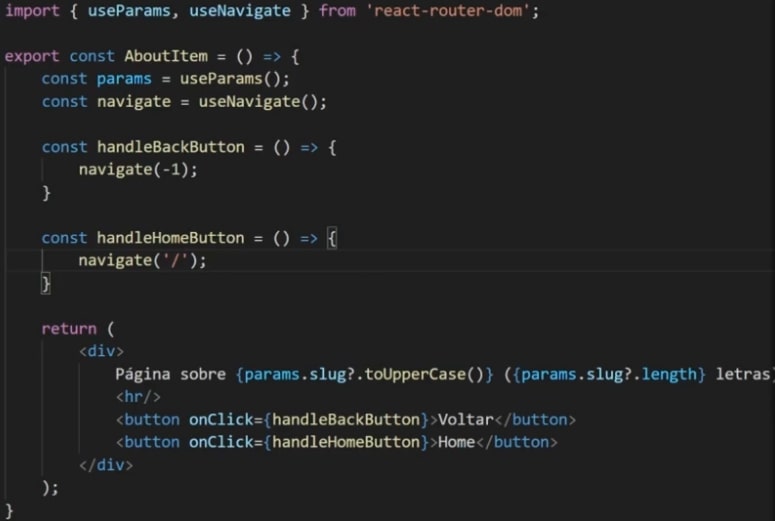 import { useParams, useNavigate } from 'react-router-dom';
export const AboutItem = () => {
const params = useParams();
const navigate = useNavigate();
const handleBackButton = () => {
navigate(-1);
}
const handleHomeButton = () => {
navigate('/');
}
return (
<div>
Página sobre {params.slug?.toUpperCase()} ({params.slug?.length} letras)
<hr/>
<button onClick={handleBackButton}>Voltar</button>
<button onClick={handleHomeButton}>Home</button>
</div>
);
}